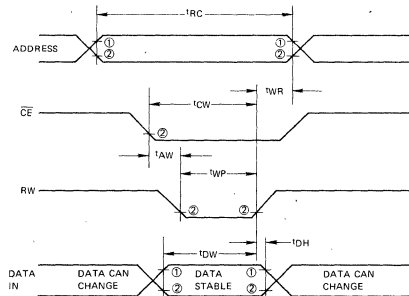 tRC
ADDRESS ① ①
② ②
tCW tWR
CE
②
tAW tWP
RW
② ②
tDW tDH
DATA IN
DATA CAN CHANGE
① DATA STABLE ①
② ②
DATA CAN CHANGE